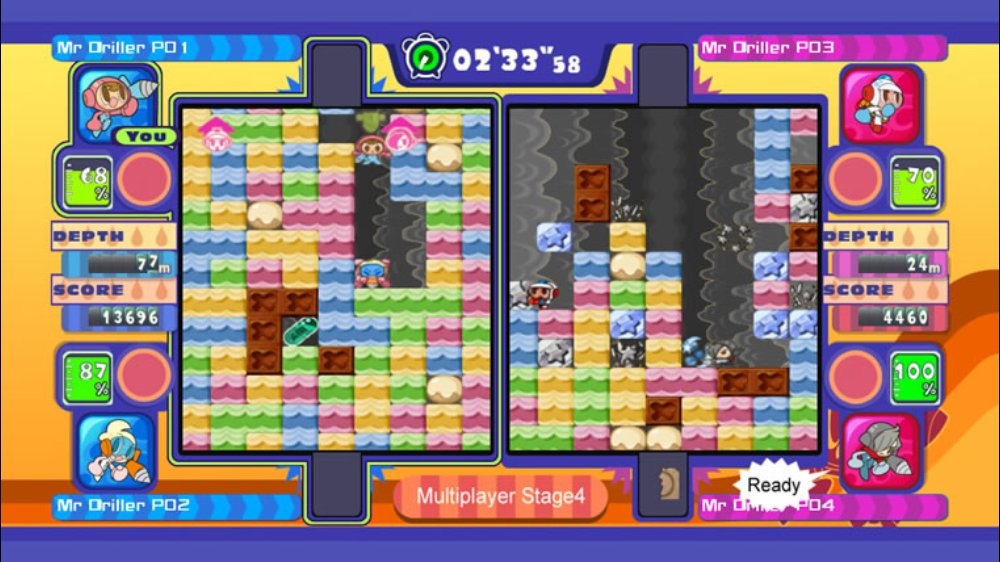 Mr Driller P01
02'33"58
Mr Driller P03
You
68%
70%
DEPTH
77m
SCORE
13696
DEPTH
24m
SCORE
4460
87%
100%
Mr Driller P02
Multiplayer Stage4
Ready
Mr Driller P04